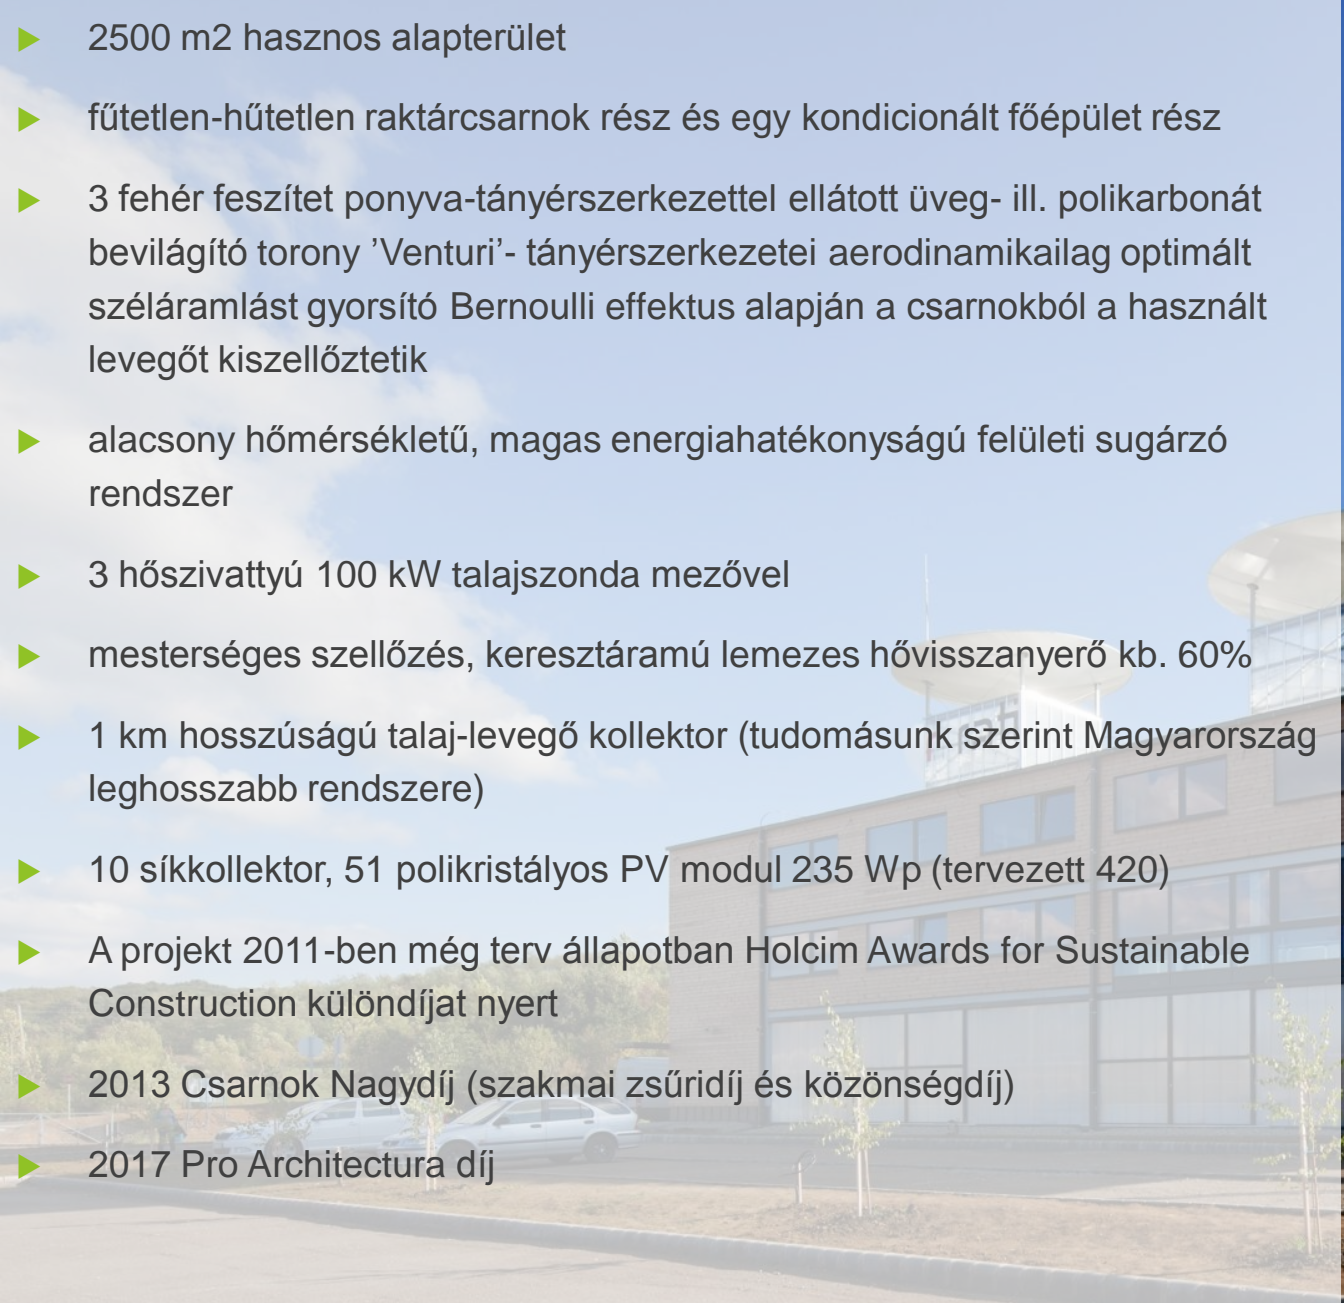 2500 m2 hasznos alapterület
fűtetlen-hűtetlen raktárcsarnok rész és egy kondicionált főépület rész
3 fehér feszítet ponyva-tányérszerkezettel ellátott üveg- ill. polikarbonát
bevilágító torony ’Venturi’- tányérszerkezetei aerodinamikailag optimált
széláramlást gyorsító Bernoulli effektus alapján a csarnokból a használt
levegőt kiszellőztetik
alacsony hőmérsékletű, magas energiahatékonyságú felületi sugárzó
rendszer
3 hőszivattyú 100 kW talajszonda mezővel
mesterséges szellőzés, keresztáramú lemezes hővisszanyerő kb. 60%
1 km hosszúságú talaj-levegő kollektor (tudomásunk szerint Magyarország
leghosszabb rendszere)
10 síkkollektor, 51 polikristályos PV modul 235 Wp (tervezett 420)
A projekt 2011-ben még terv állapotban Holcim Awards for Sustainable
Construction különdíjat nyert
2013 Csarnok Nagydíj (szakmai zsűridíj és közönségdíj)
2017 Pro Architectura díj